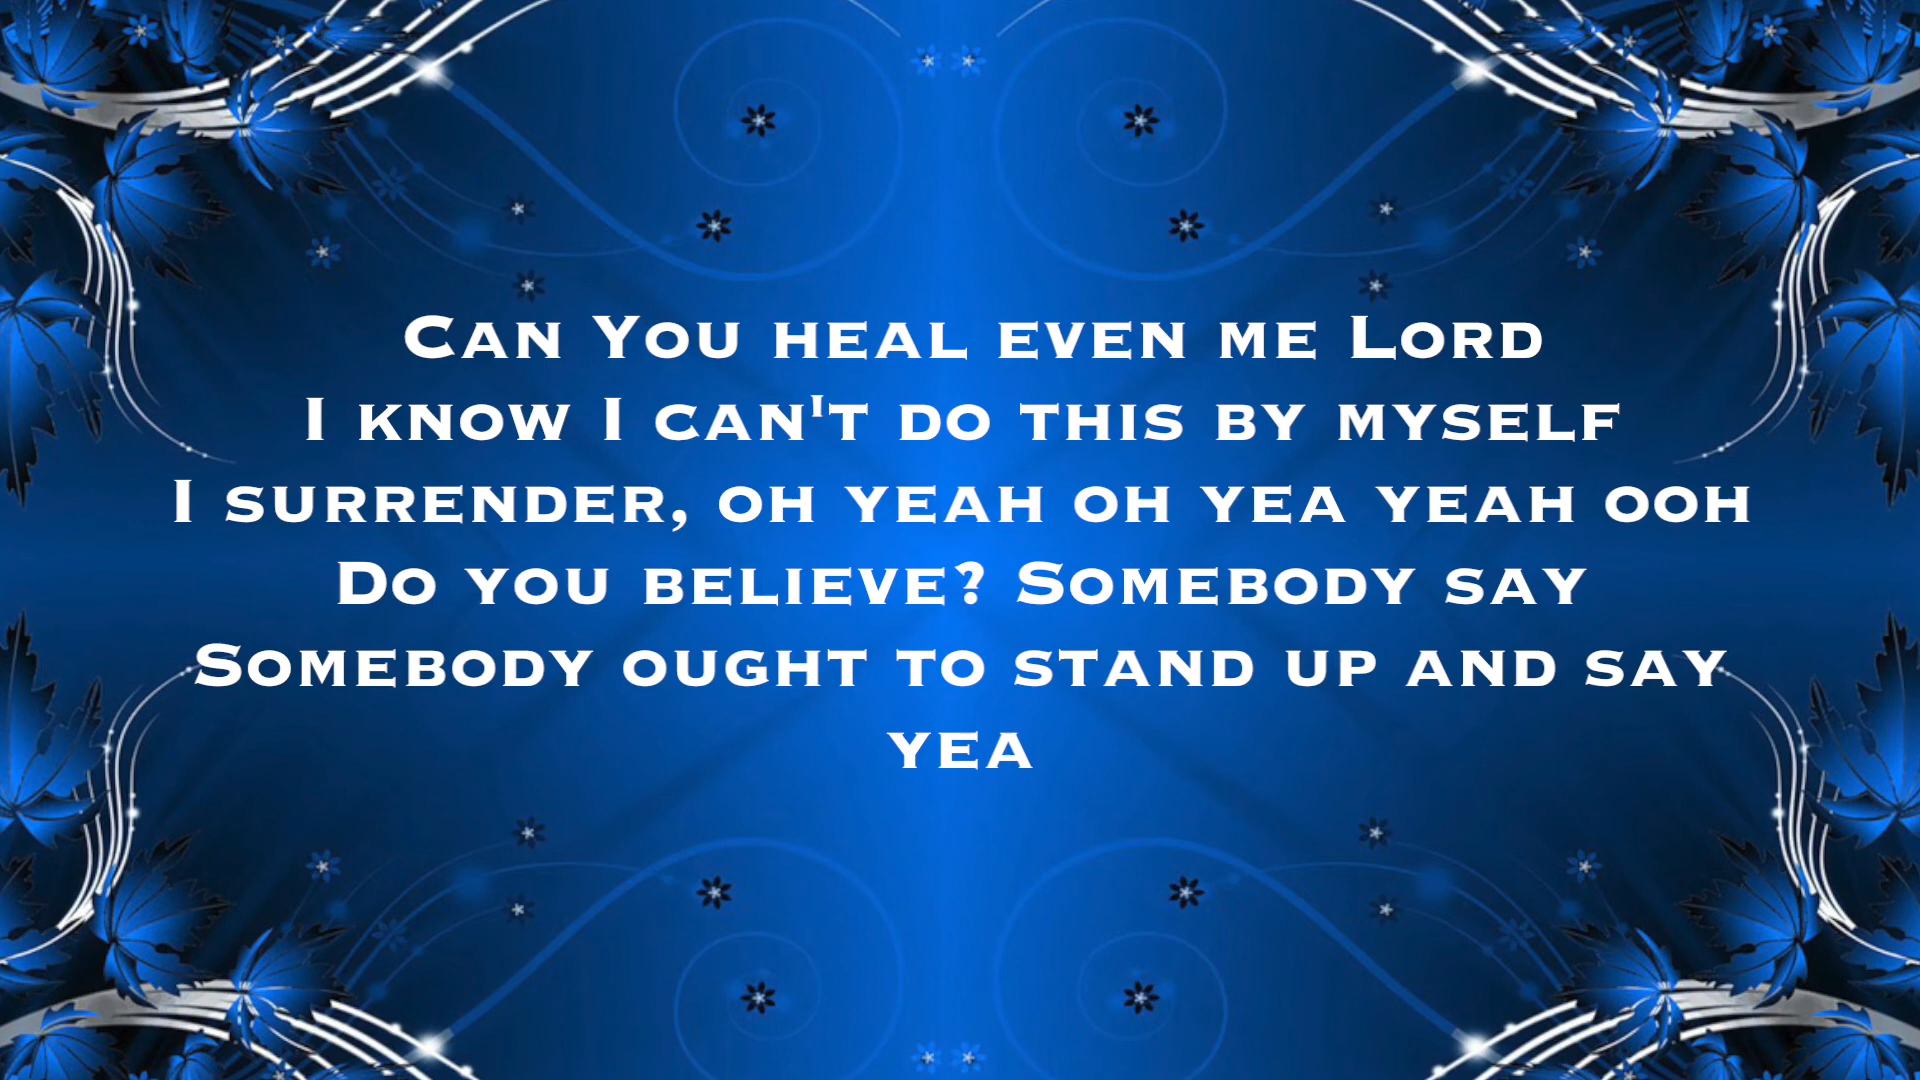 Can You heal even me Lord
I know I can't do this by myself
I surrender, oh yeah oh yea yeah ooh
Do you believe? Somebody say
Somebody ought to stand up and say
yea